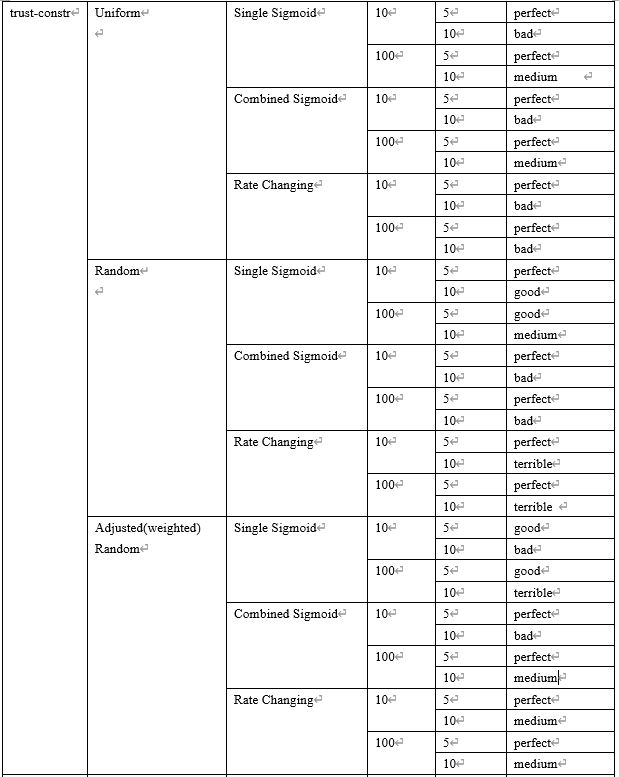 trust-constr Uniform Single Sigmoid 10 5 perfect
10 bad
100 5 perfect
10 medium
Combined Sigmoid 10 5 perfect
10 bad
100 5 perfect
10 medium
Rate Changing 10 5 perfect
10 bad
100 5 perfect
10 bad
Random Single Sigmoid 10 5 perfect
10 good
100 5 good
10 medium
Combined Sigmoid 10 5 perfect
10 bad
100 5 perfect
10 bad
Rate Changing 10 5 perfect
10 terrible
100 5 perfect
10 terrible
Adjusted(weighted) Single Sigmoid 10 5 good
Random 10 bad
100 5 good
10 terrible
Combined Sigmoid 10 5 perfect
10 bad
100 5 perfect
10 medium
Rate Changing 10 5 perfect
10 medium
100 5 perfect
10 medium